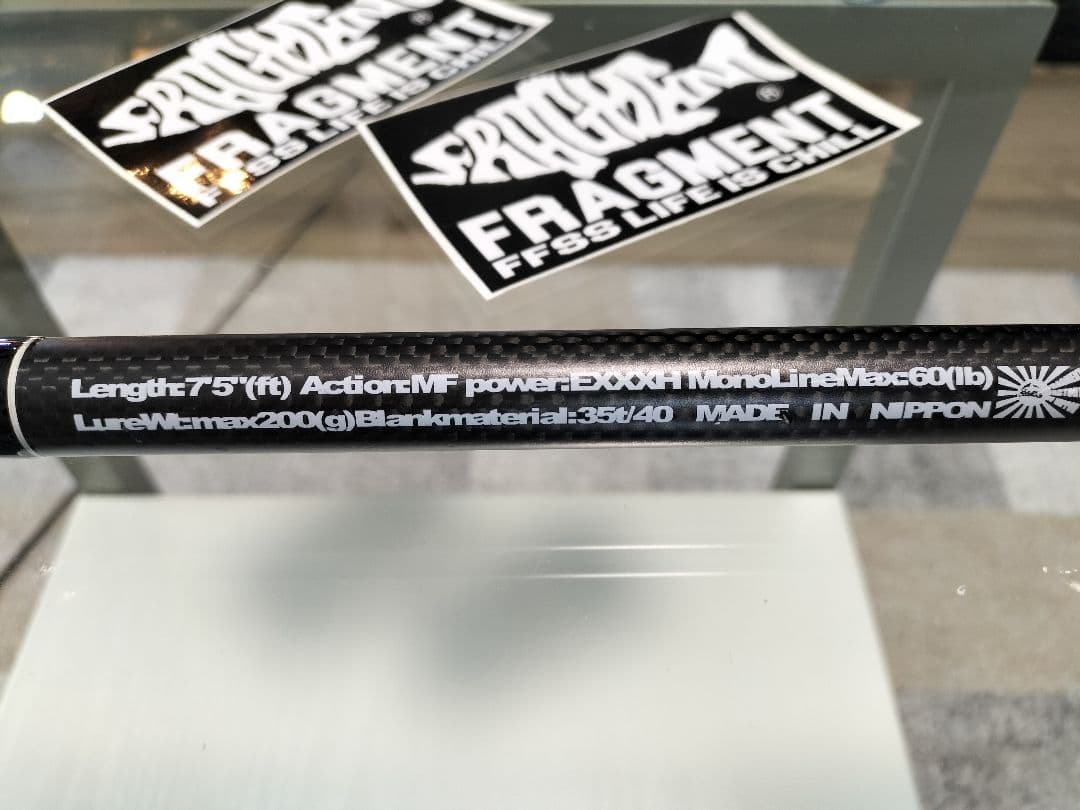 FRAGMENT
FFSS LIFE IS CHILL
®
FRAGMENT
FFSS LIFE IS CHILL
Length:7'5"(ft) Action:MF power:EXXXH MonoLineMax:60(lb)
LureWt:max200(g)Blankmaterial:35t/40 MADE IN NIPPON